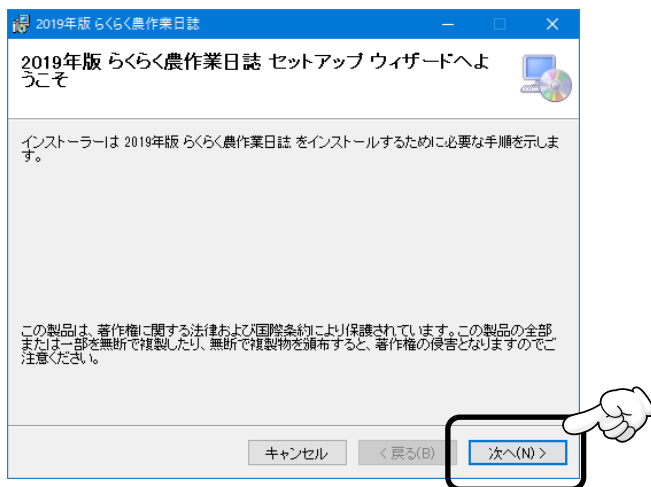 2019年版 らくらく農作業日誌
2019年版 らくらく農作業日誌 セットアップ ウィザードへよ
うこそ
インストーラーは 2019年版 らくらく農作業日誌 をインストールするために必要な手順を示しま
す。
この製品は、著作権に関する法律および国際条約により保護されています。この製品の全部
または一部を無断で複製したり、無断で複製物を頒布すると、著作権の侵害となりますのでご
注意ください。
キャンセル
< 戻る(B)
次へ(N) >